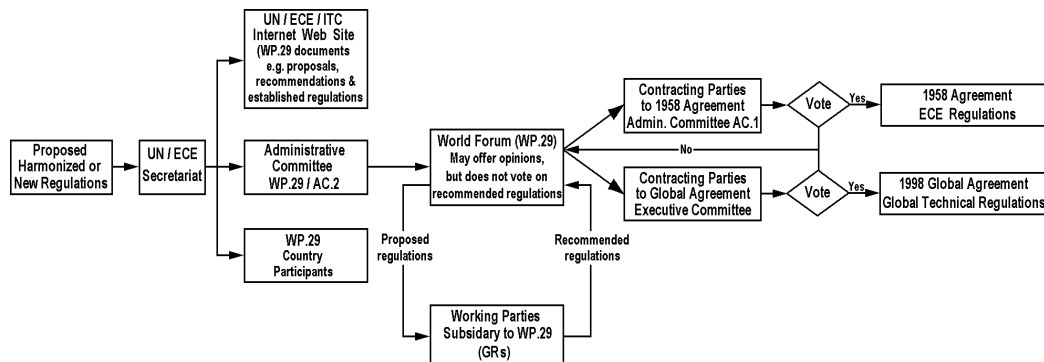 Proposed
Harmonized or
New Regulations
UN / ECE
Secretariat
UN / ECE / ITC
Internet Web Site
(WP.29 documents
e.g. proposals,
recommendations &
established regulations
Administrative
Committee
WP.29 / AC.2
WP.29
Country
Participants
World Forum (WP.29)
May offer opinions,
but does not vote on
recommended regulations
Proposed
regulations
Recommended
regulations
Working Parties
Subsidary to WP.29
(GRs)
Contracting Parties
to 1958 Agreement
Admin. Committee AC.1
Vote
Yes
1958 Agreement
ECE Regulations
No
Contracting Parties
to Global Agreement
Executive Committee
Vote
Yes
1998 Global Agreement
Global Technical Regulations